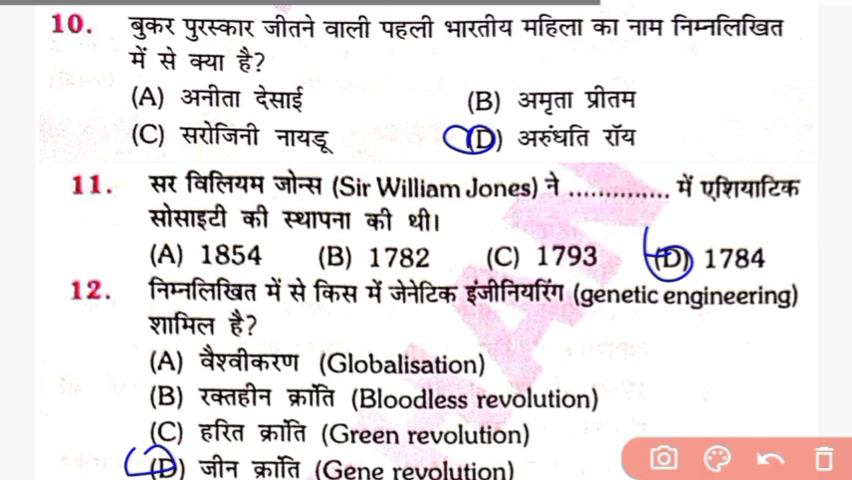 10. बुकर पुरस्कार जीतने वाली पहली भारतीय महिला का नाम निम्नलिखित
में से क्या है?
(A) अनीता देसाई (B) अमृता प्रीतम
(C) सरोजिनी नायडू (D) अरुंधति रॉय
11. सर विलियम जोन्स (Sir William Jones) ने .............. में एशियाटिक
सोसाइटी की स्थापना की थी।
(A) 1854 (B) 1782 (C) 1793 (D) 1784
12. निम्नलिखित में से किस में जेनेटिक इंजीनियरिंग (genetic engineering)
शामिल है?
(A) वैश्वीकरण (Globalisation)
(B) रक्तहीन क्रांति (Bloodless revolution)
(C) हरित क्रांति (Green revolution)
(D) जीन क्रांति (Gene revolution)